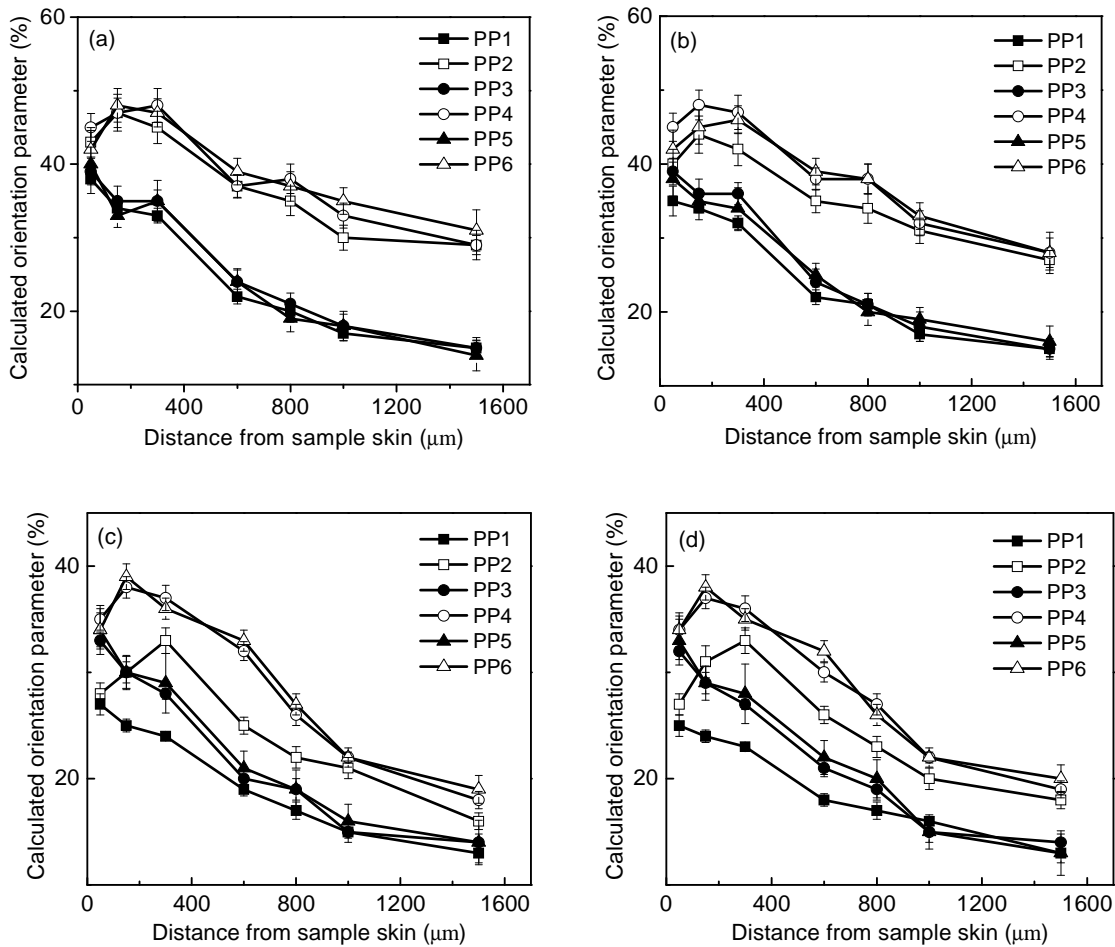 (a)
60
40
20
0
400
800
1200
1600
Calculated orientation parameter (%)
Distance from sample skin (μm)
PP1
PP2
PP3
PP4
PP5
PP6
(b)
60
40
20
0
400
800
1200
1600
Calculated orientation parameter (%)
Distance from sample skin (μm)
PP1
PP2
PP3
PP4
PP5
PP6
(c)
40
20
0
400
800
1200
1600
Calculated orientation parameter (%)
Distance from sample skin (μm)
PP1
PP2
PP3
PP4
PP5
PP6
(d)
40
20
0
400
800
1200
1600
Calculated orientation parameter (%)
Distance from sample skin (μm)
PP1
PP2
PP3
PP4
PP5
PP6